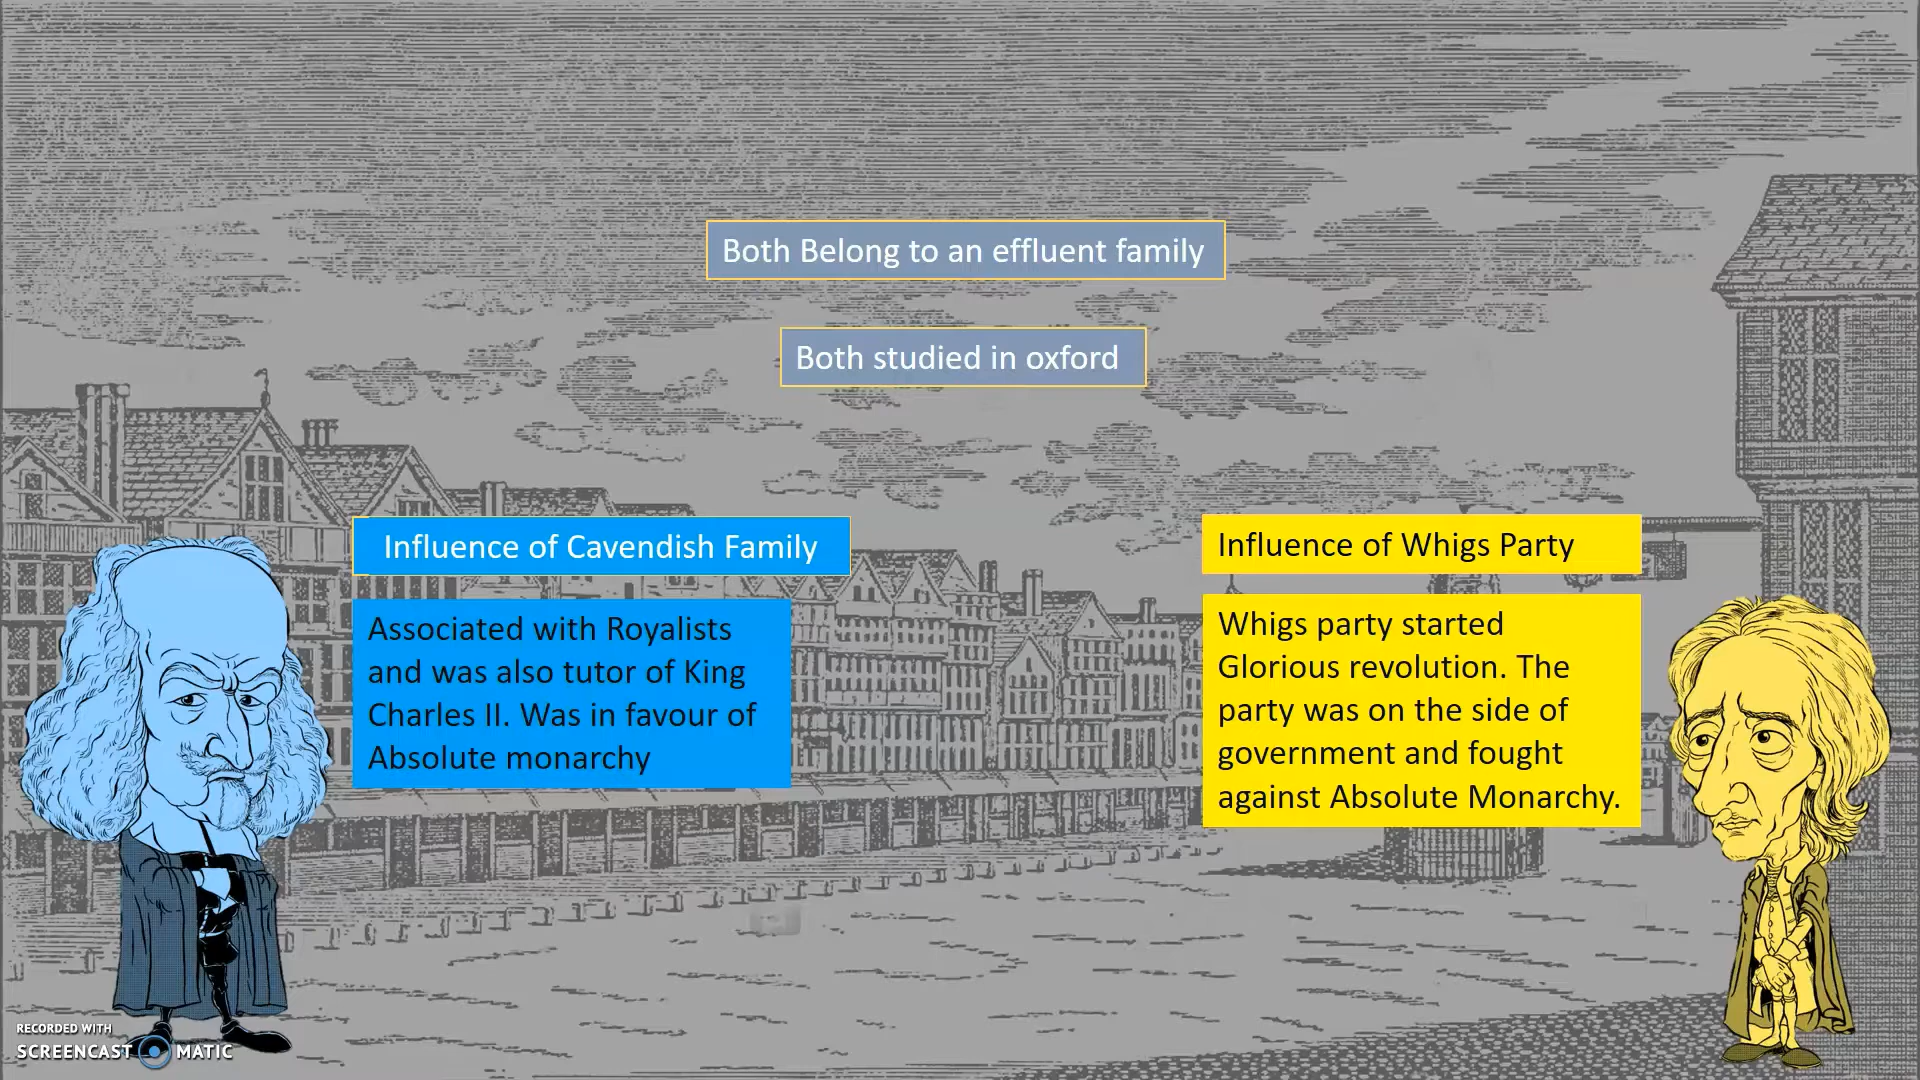 Both Belong to an effluent family
Both studied in oxford
Influence of Cavendish Family
Associated with Royalists
and was also tutor of King
Charles II. Was in favour of
Absolute monarchy
Influence of Whigs Party
Whigs party started
Glorious revolution. The
party was on the side of
government and fought
against Absolute Monarchy.
RECORDED WITH
SCREENCAST MATIC